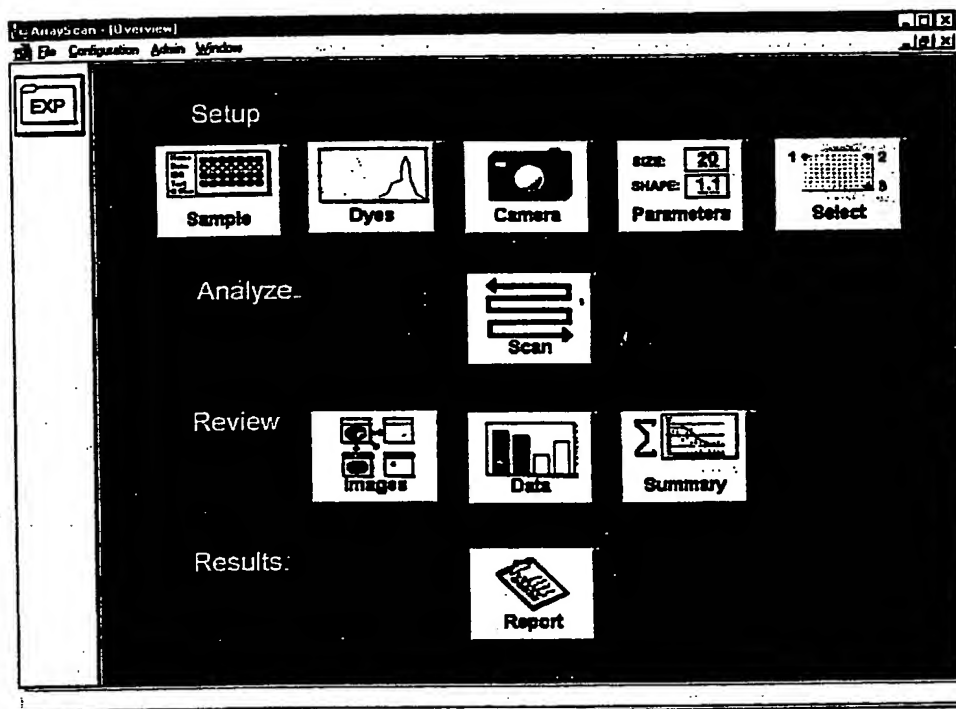 ArrayScan - [Overview]
File Configuration Admin Window
EXP
Setup
SIZE: 20
SHAPE: 1.1
1 2
3
Sample Dyes Camera Parameters Select
Analyze
Scan
Review
Images Data Summary
Results:
Report